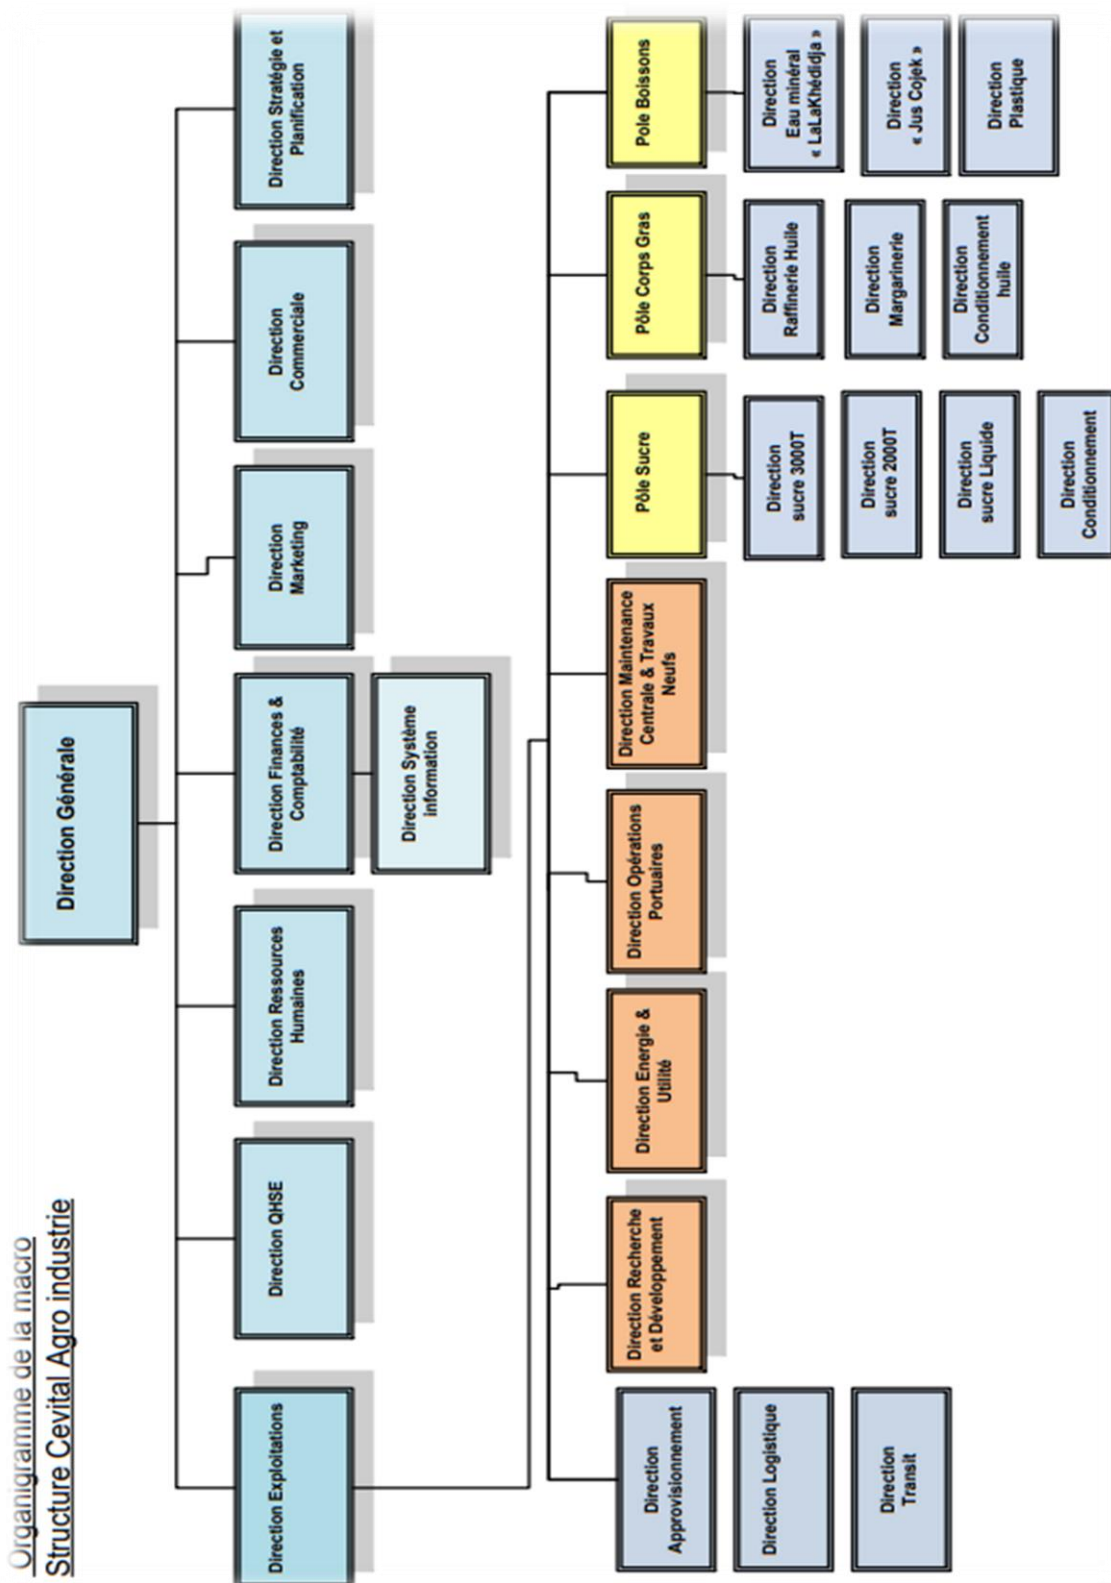 Organigramme de la macro
Structure Cevital Agro industrie
Direction Générale
Direction Exploitations
Direction QHSE
Direction Ressources
Humaines
Direction Finances &
Comptabilité
Direction Système
information
Direction
Marketing
Direction
Commerciale
Direction Stratégie et
Planification
Direction
Approvisionnement
Direction Logistique
Direction
Transit
Direction Recherche
et Développement
Direction Energie &
Utilité
Direction Opérations
Portuaires
Direction Maintenance
Centrale & Travaux
Neufs
Pôle Sucre
Direction
sucre 3000T
Direction
sucre 2000T
Direction
sucre Liquide
Direction
Conditionnement
Pôle Corps Gras
Direction
Raffinerie Huile
Direction
Margarinerie
Direction
Conditionnement
huile
Pole Boissons
Direction
Eau minéral
« LaLaKhédidja »
Direction
« Jus Cojek »
Direction
Plastique